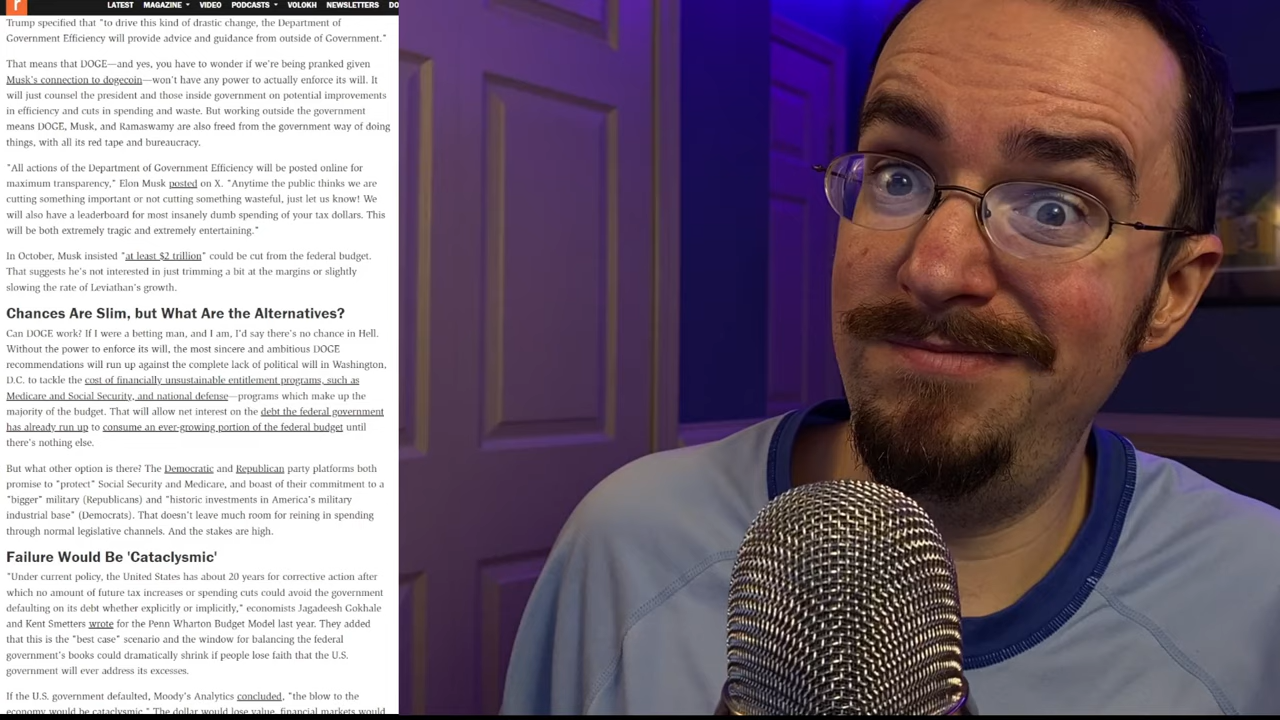 r
LATEST MAGAZINE VIDEO PODCASTS VOLOKH NEWSLETTERS DO
Trump specified that "to drive this kind of drastic change, the Department of
Government Efficiency will provide advice and guidance from outside of Government."
That means that DOGE—and yes, you have to wonder if we're being pranked given
Musk's connection to dogecoin—won't have any power to actually enforce its will. It
will just counsel the president and those inside government on potential improvements
in efficiency and cuts in spending and waste. But working outside the government
means DOGE, Musk, and Ramaswamy are also freed from the government way of doing
things, with all its red tape and bureaucracy.
"All actions of the Department of Government Efficiency will be posted online for
maximum transparency," Elon Musk posted on X. "Anytime the public thinks we are
cutting something important or not cutting something wasteful, just let us know! We
will also have a leaderboard for most insanely dumb spending of your tax dollars. This
will be both extremely tragic and extremely entertaining."
In October, Musk insisted "at least $2 trillion" could be cut from the federal budget.
That suggests he's not interested in just trimming a bit at the margins or slightly
slowing the rate of Leviathan's growth.
Chances Are Slim, but What Are the Alternatives?
Can DOGE work? If I were a betting man, and I am, I'd say there's no chance in Hell.
Without the power to enforce its will, the most sincere and ambitious DOGE
recommendations will run up against the complete lack of political will in Washington,
D.C. to tackle the cost of financially unsustainable entitlement programs, such as
Medicare and Social Security, and national defense—programs which make up the
majority of the budget. That will allow net interest on the debt the federal government
has already run up to consume an ever-growing portion of the federal budget until
there's nothing else.
But what other option is there? The Democratic and Republican party platforms both
promise to "protect" Social Security and Medicare, and boast of their commitment to a
"bigger" military (Republicans) and "historic investments in America's military
industrial base" (Democrats). That doesn't leave much room for reining in spending
through normal legislative channels. And the stakes are high.
Failure Would Be 'Cataclysmic'
"Under current policy, the United States has about 20 years for corrective action after
which no amount of future tax increases or spending cuts could avoid the government
defaulting on its debt whether explicitly or implicitly," economists Jagadeesh Gokhale
and Kent Smetters wrote for the Penn Wharton Budget Model last year. They added
that this is the "best case" scenario and the window for balancing the federal
government's books could dramatically shrink if people lose faith that the U.S.
government will ever address its excesses.
If the U.S. government defaulted, Moody's Analytics concluded, "the blow to the
economy would be cataclysmic." The dollar would lose value, financial markets would